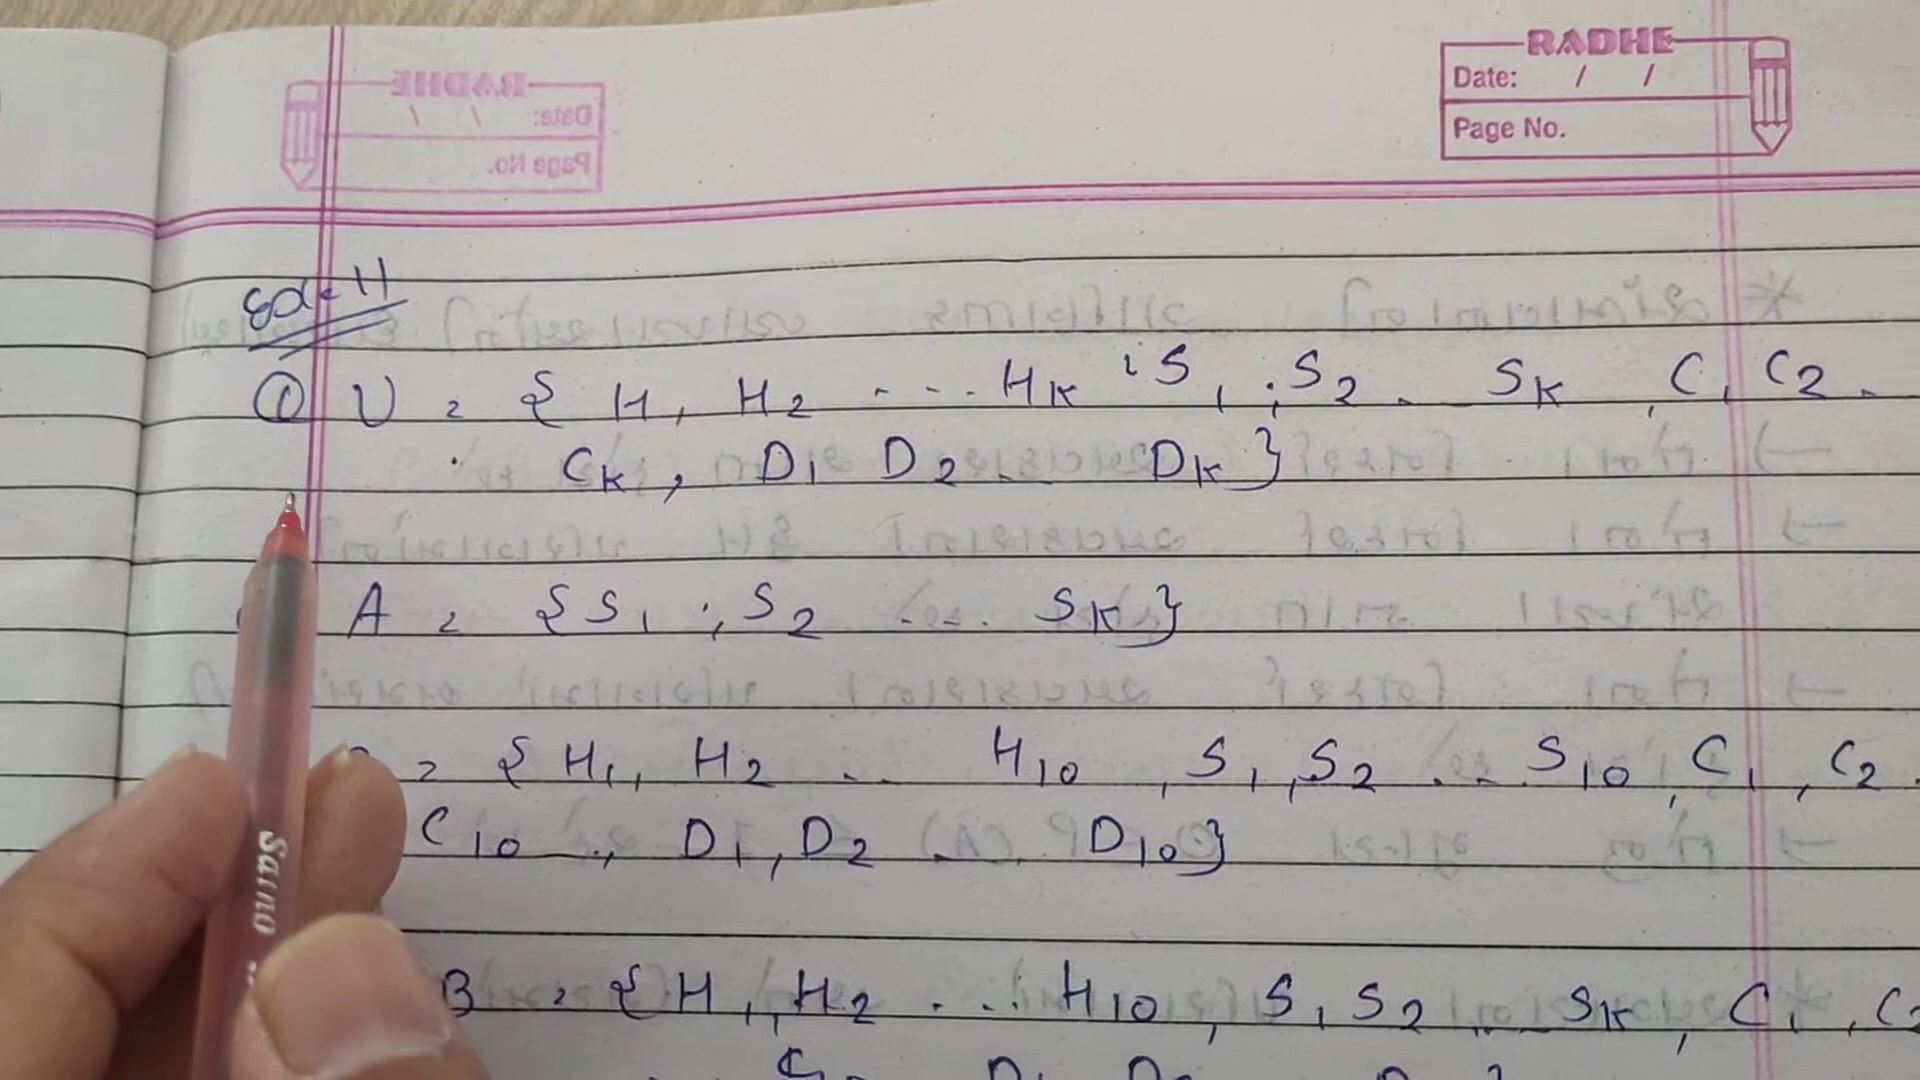 RADHE
Date: / /
Page No.
① U = { H1, H2 ... HK, S1, S2 .. SK, C1 C2 .
. CK, D1 D2 DK }
A = { S1, S2 ... SK }
= { H1, H2 .. H10, S1, S2 .. S10, C1, C2 .
C10, D1, D2 .. D10 }
B = { H1, H2 ... H10, S1 S2 .. SK, C1, C2